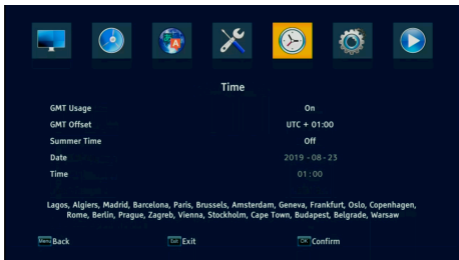 Time
GMT Usage On
GMT Offset UTC + 01:00
Summer Time Off
Date 2019-08-23
Time 01:00
Lagos, Algiers, Madrid, Barcelona, Paris, Brussels, Amsterdam, Geneva, Frankfurt, Oslo, Copenhagen,
Rome, Berlin, Prague, Zagreb, Vienna, Stockholm, Cape Town, Budapest, Belgrade, Warsaw
Menu Back Exit Exit OK Confirm